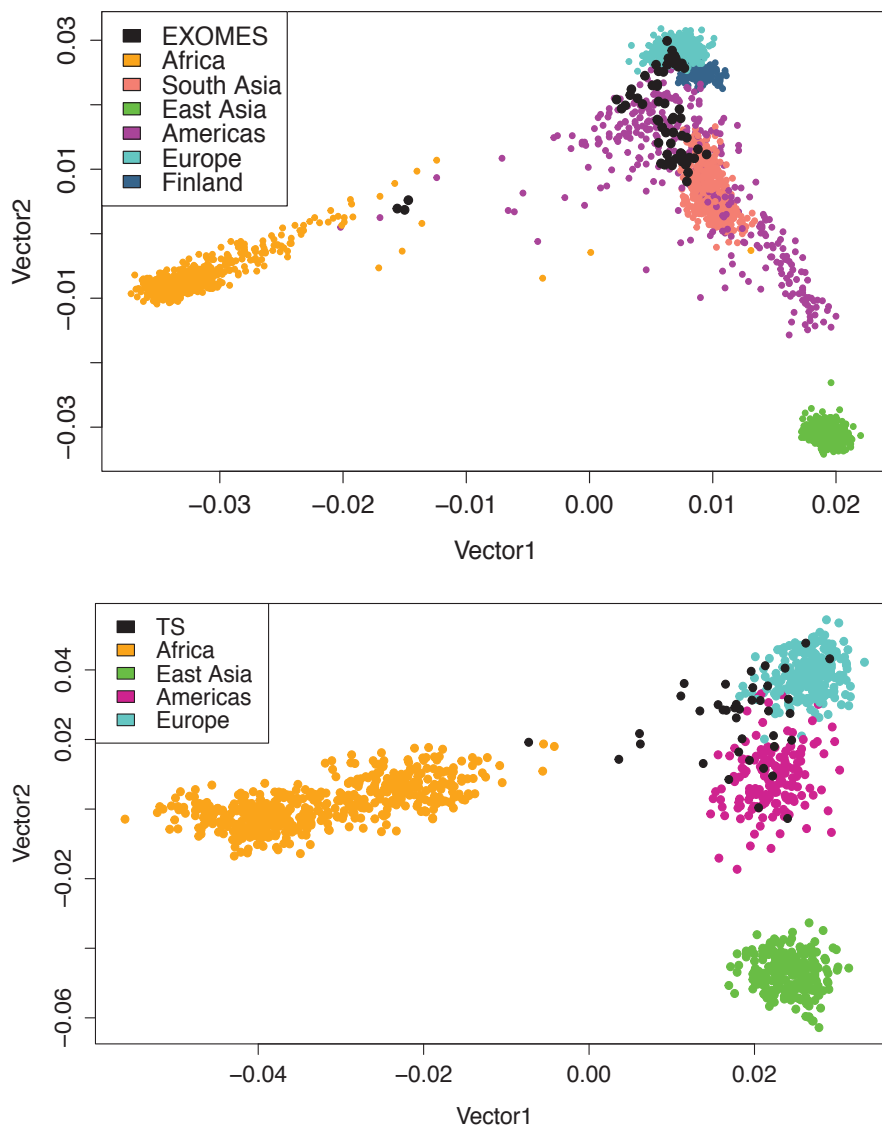 EXOMES
Africa
South Asia
East Asia
Americas
Europe
Finland
Vector2
0.03
0.01
−0.01
−0.03
−0.03
−0.02
−0.01
0.00
0.01
0.02
Vector1
TS
Africa
East Asia
Americas
Europe
Vector2
0.04
0.02
−0.02
−0.06
−0.04
−0.02
0.00
0.02
Vector1